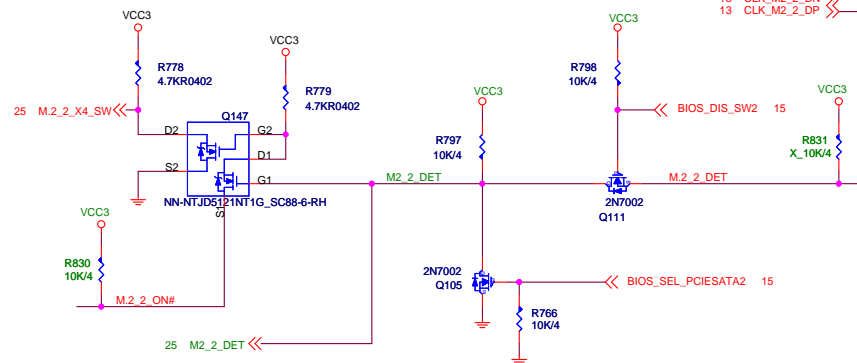 13 CLK_M2_2_DP
VCC3
VCC3
VCC3
R778
4.7KR0402
R779
4.7KR0402
R798
10K/4
VCC3
VCC3
25 M.2_2_X4_SW
Q147
BIOS_DIS_SW2 15
D2
G2
R797
10K/4
R831
X_10K/4
D1
S2
G1
M2_2_DET
M.2_2_DET
NN-NTJD5121NT1G_SC88-6-RH
S1
2N7002
Q111
VCC3
R830
10K/4
2N7002
Q105
BIOS_SEL_PCIESATA2 15
M.2_2_ON#
R766
10K/4
25 M2_2_DET